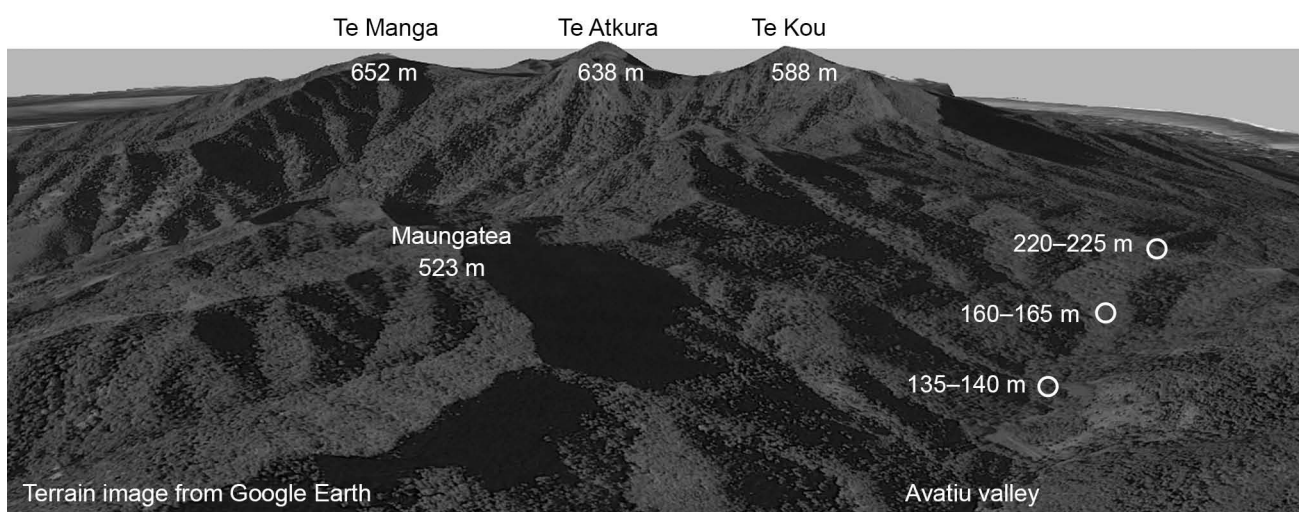 Te Manga
Te Atkura
Te Kou
652 m
638 m
588 m
Maungatea
523 m
220–225 m
160–165 m
135–140 m
Terrain image from Google Earth
Avatiu valley